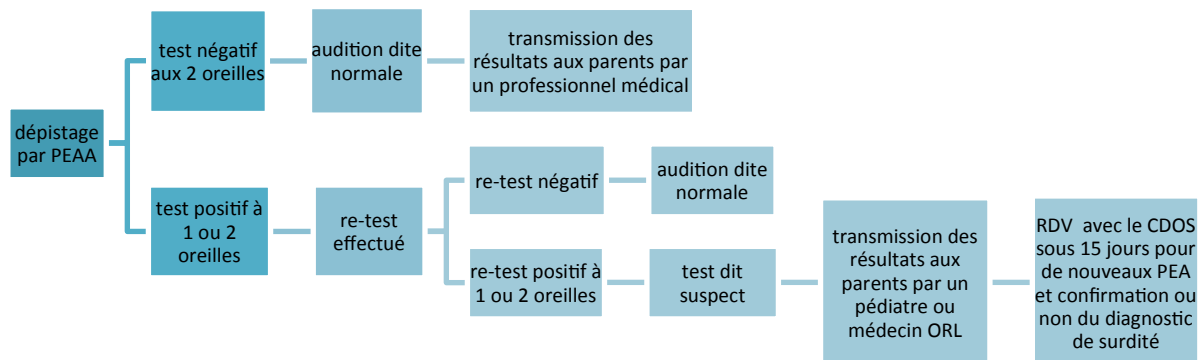 dépistage
par PEAA
test négatif
aux 2 oreilles
audition dite
normale
transmission des
résultats aux parents par
un professionnel médical
test positif à
1 ou 2
oreilles
re-test
effectué
re-test négatif
audition dite
normale
re-test positif à
1 ou 2 oreilles
test dit
suspect
transmission des
résultats aux
parents par un
pédiatre ou
médecin ORL
RDV avec le CDOS
sous 15 jours pour
de nouveaux PEA
et confirmation ou
non du diagnostic
de surdité